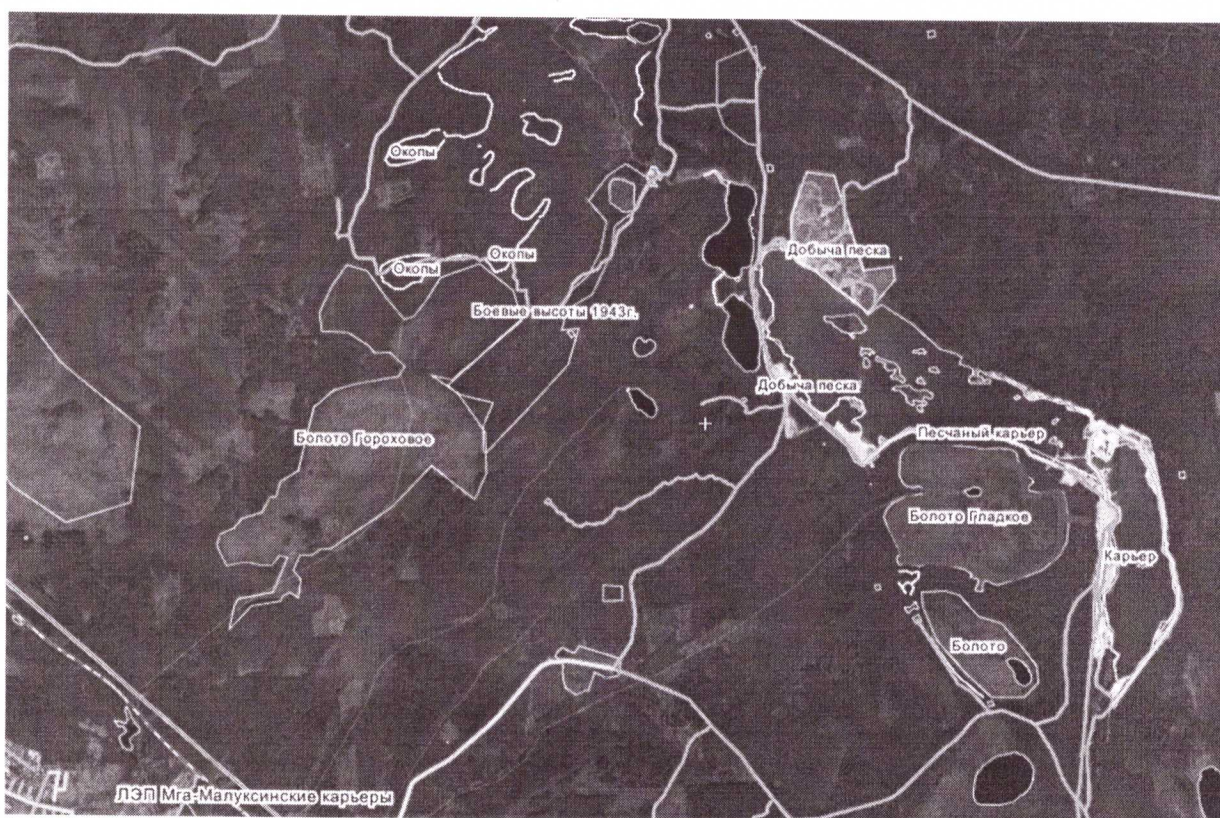 Окопы
Добыча песка
Окопы
Окопы
Боевые высоты 1943г.
Добыча песка
Болото Гороховое
Песчаный карьер
Болото Гладкое
Карьер
Болото
ЛЭП Мга-Малуксинские карьеры